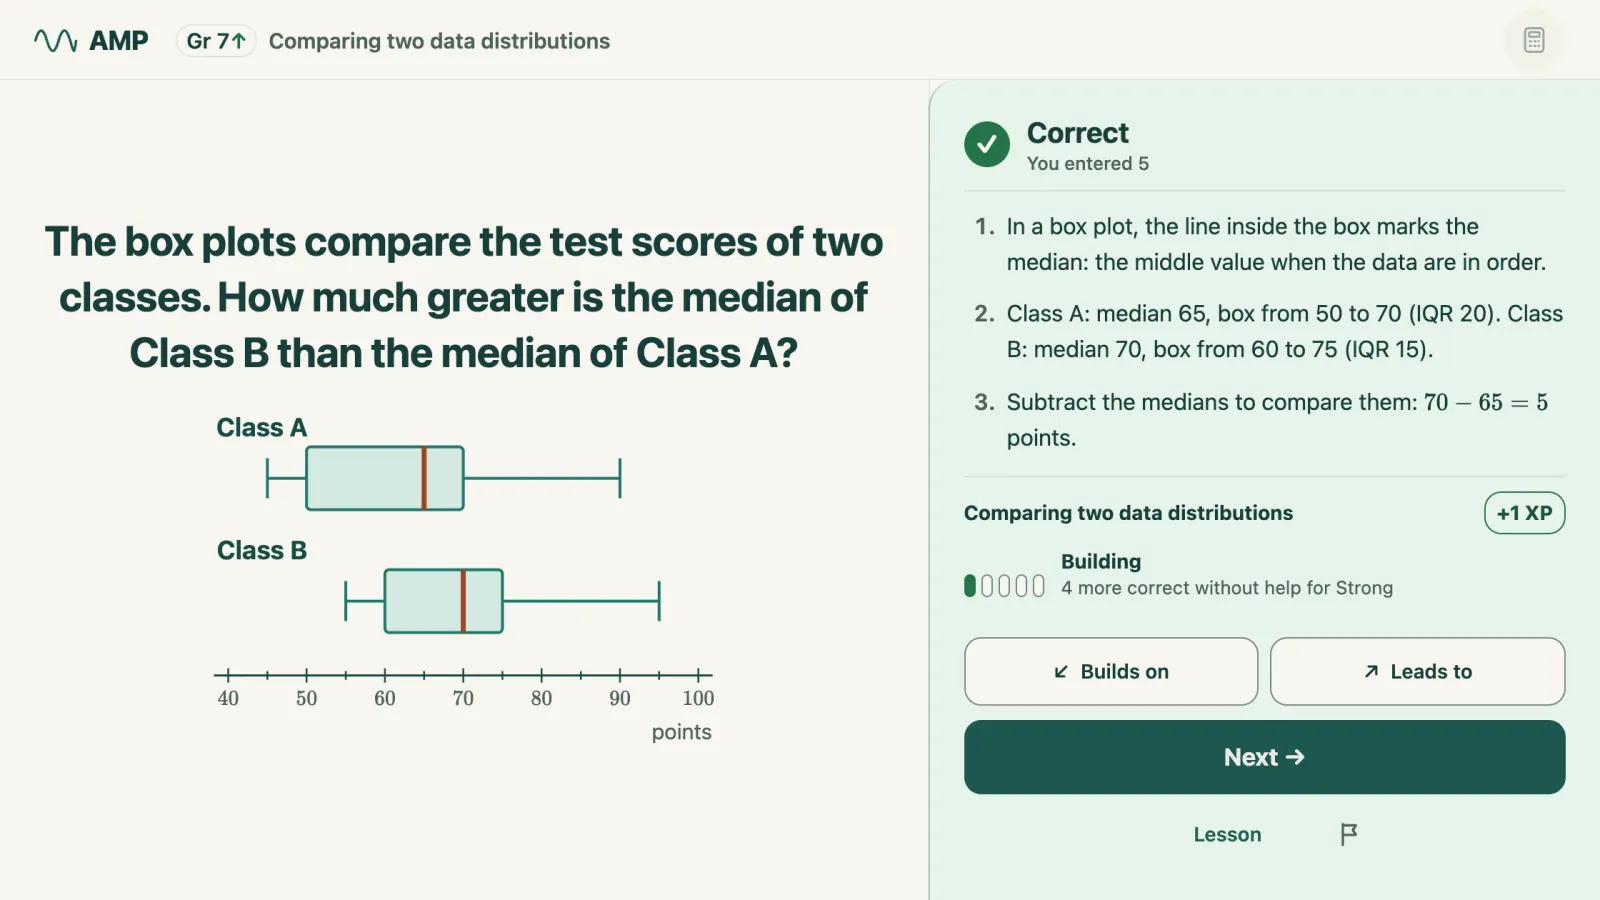 AMP
Gr 7↑
Comparing two data distributions
The box plots compare the test scores of two
classes. How much greater is the median of
Class B than the median of Class A?
Class A
Class B
40 50 60 70 80 90 100
points
Correct
You entered 5
1. In a box plot, the line inside the box marks the
median: the middle value when the data are in order.
2. Class A: median 65, box from 50 to 70 (IQR 20). Class
B: median 70, box from 60 to 75 (IQR 15).
3. Subtract the medians to compare them: 70 − 65 = 5
points.
Comparing two data distributions
+1 XP
Building
4 more correct without help for Strong
↙ Builds on
↗ Leads to
Next →
Lesson